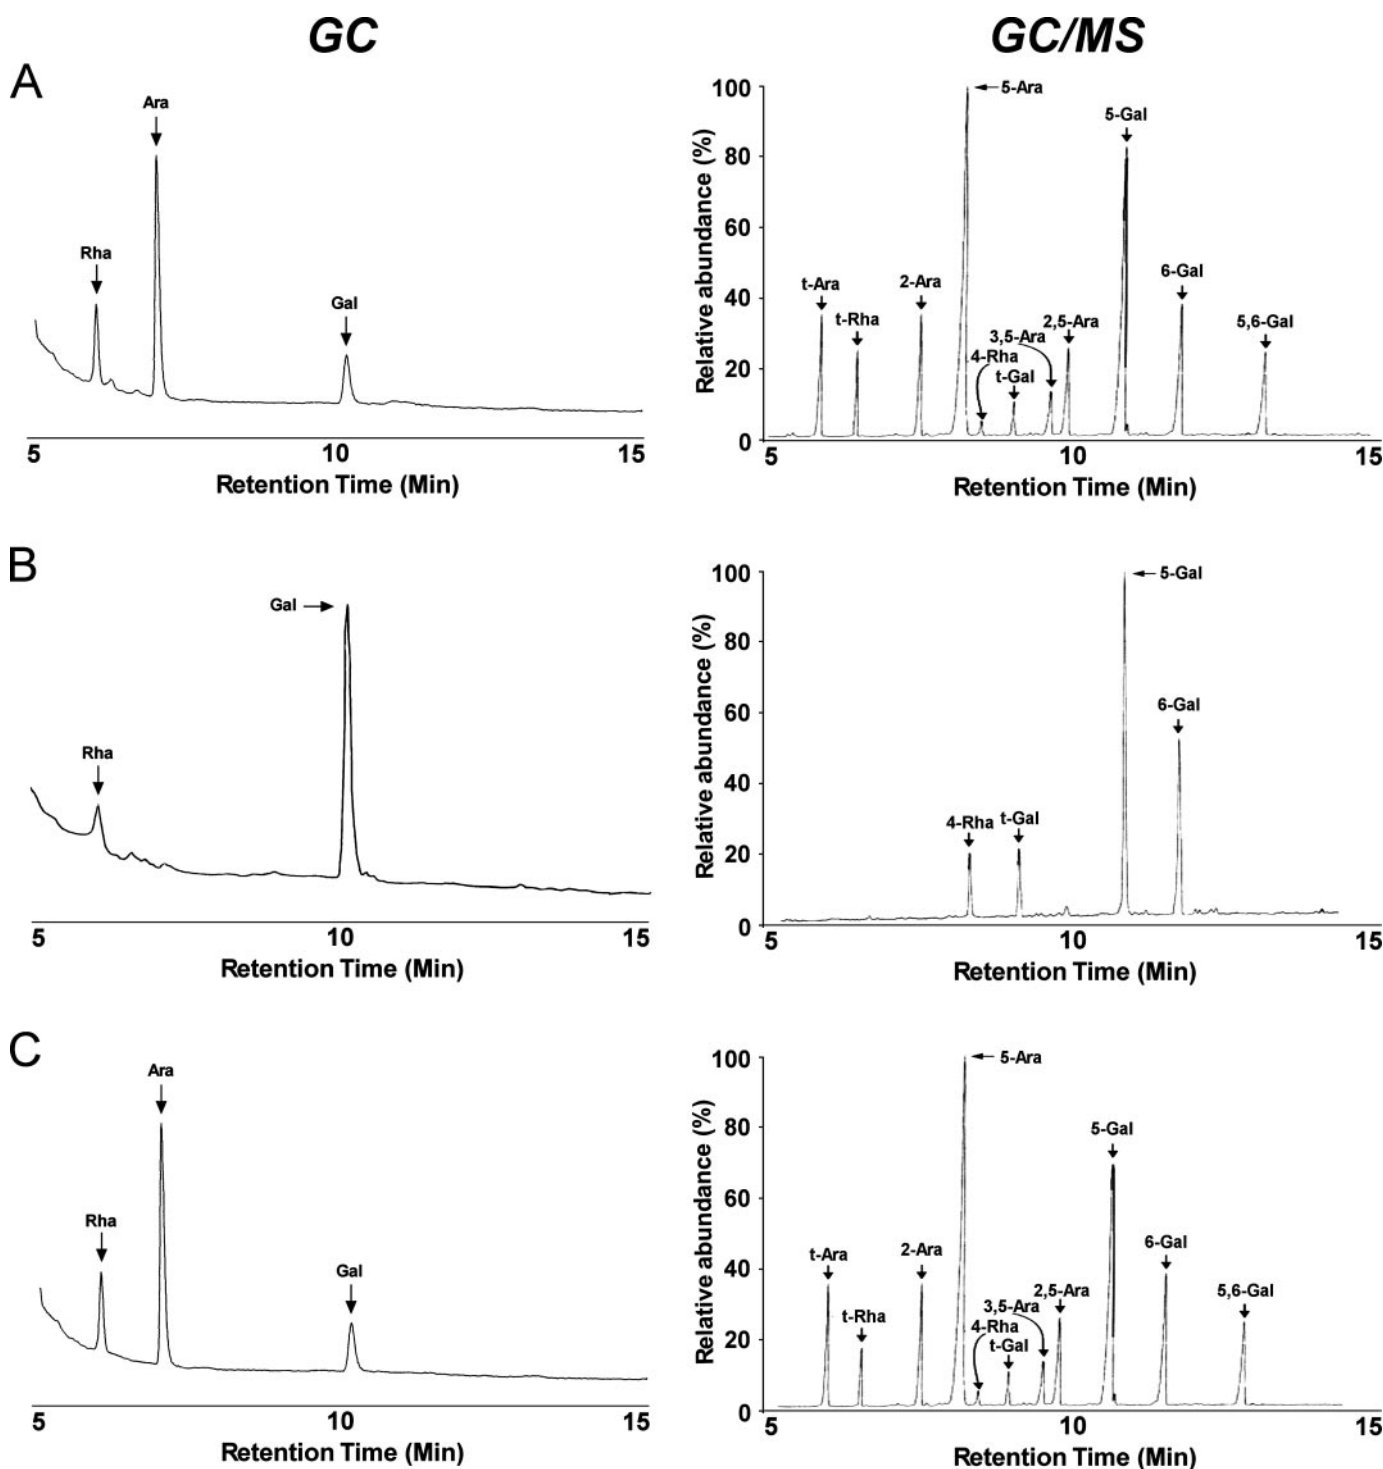 GC
GC/MS
A
Ara
Rha
Gal
5
10
15
Retention Time (Min)
Relative abundance (%)
100
80
60
40
20
0
5-Ara
5-Gal
t-Ara
t-Rha
2-Ara
4-Rha
3,5-Ara
t-Gal
2,5-Ara
6-Gal
5,6-Gal
5
10
15
Retention Time (Min)
B
Gal
Rha
5
10
15
Retention Time (Min)
Relative abundance (%)
100
80
60
40
20
0
5-Gal
6-Gal
4-Rha
t-Gal
5
10
15
Retention Time (Min)
C
Ara
Rha
Gal
5
10
15
Retention Time (Min)
Relative abundance (%)
100
80
60
40
20
0
5-Ara
5-Gal
t-Ara
t-Rha
2-Ara
3,5-Ara
4-Rha
t-Gal
2,5-Ara
6-Gal
5,6-Gal
5
10
15
Retention Time (Min)